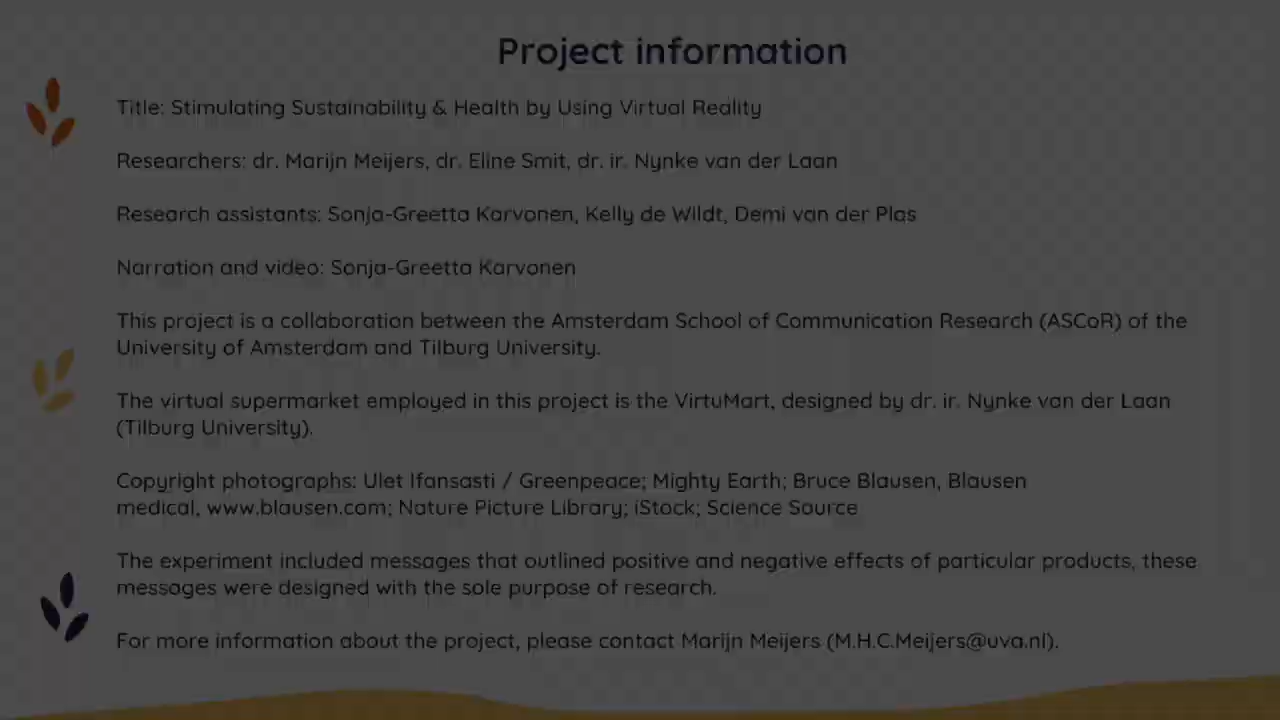 Project information
Title: Stimulating Sustainability & Health by Using Virtual Reality
Researchers: dr. Marijn Meijers, dr. Eline Smit, dr. ir. Nynke van der Laan
Research assistants: Sonja-Greetta Karvonen, Kelly de Wildt, Demi van der Plas
Narration and video: Sonja-Greetta Karvonen
This project is a collaboration between the Amsterdam School of Communication Research (ASCoR) of the
University of Amsterdam and Tilburg University.
The virtual supermarket employed in this project is the VirtuMart, designed by dr. ir. Nynke van der Laan
(Tilburg University).
Copyright photographs: Ulet Ifansasti / Greenpeace; Mighty Earth; Bruce Blausen, Blausen
medical, www.blausen.com; Nature Picture Library; iStock; Science Source
The experiment included messages that outlined positive and negative effects of particular products, these
messages were designed with the sole purpose of research.
For more information about the project, please contact Marijn Meijers (M.H.C.Meijers@uva.nl).